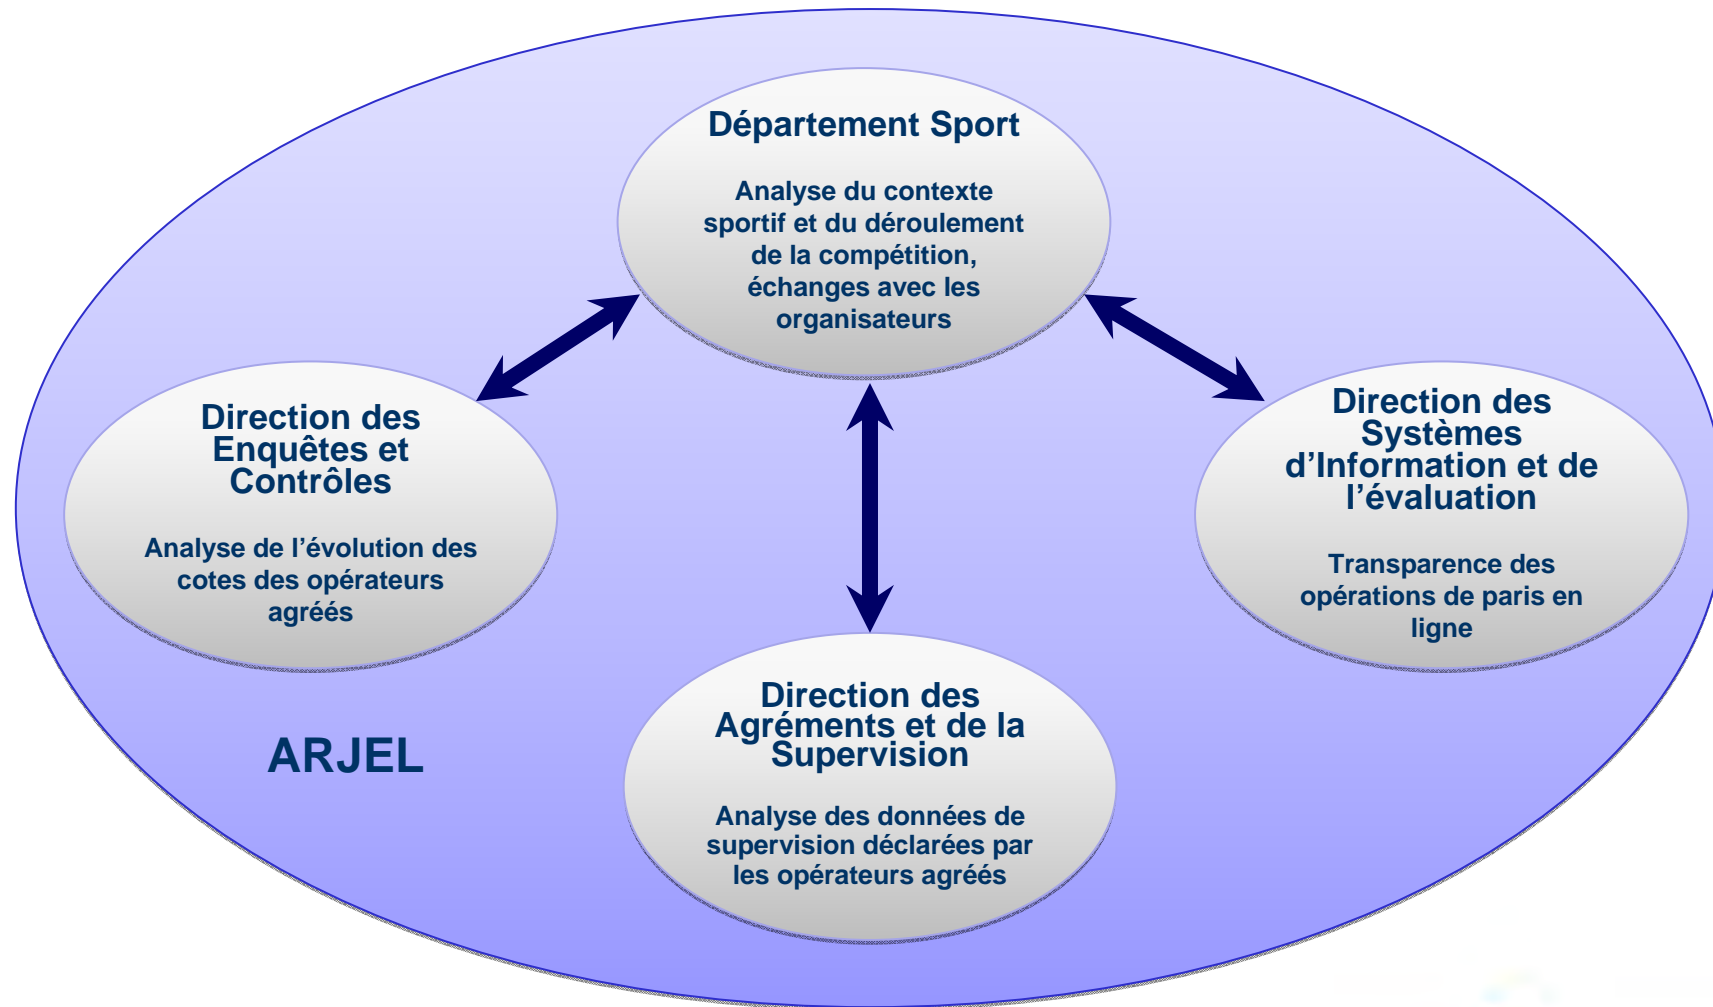 Département Sport
Analyse du contexte
sportif et du déroulement
de la compétition,
échanges avec les
organisateurs
Direction des
Enquêtes et
Contrôles
Analyse de l’évolution des
cotes des opérateurs
agréés
Direction des
Systèmes
d’Information et de
l’évaluation
Transparence des
opérations de paris en
ligne
Direction des
Agréments et de la
Supervision
Analyse des données de
supervision déclarées par
les opérateurs agréés
ARJEL